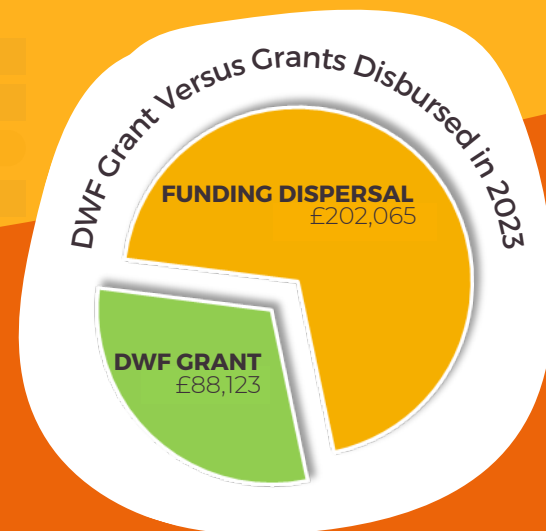 DWF Grant Versus Grants Disbursed in 2023
FUNDING DISPERSAL
£202,065
DWF GRANT
£88,123